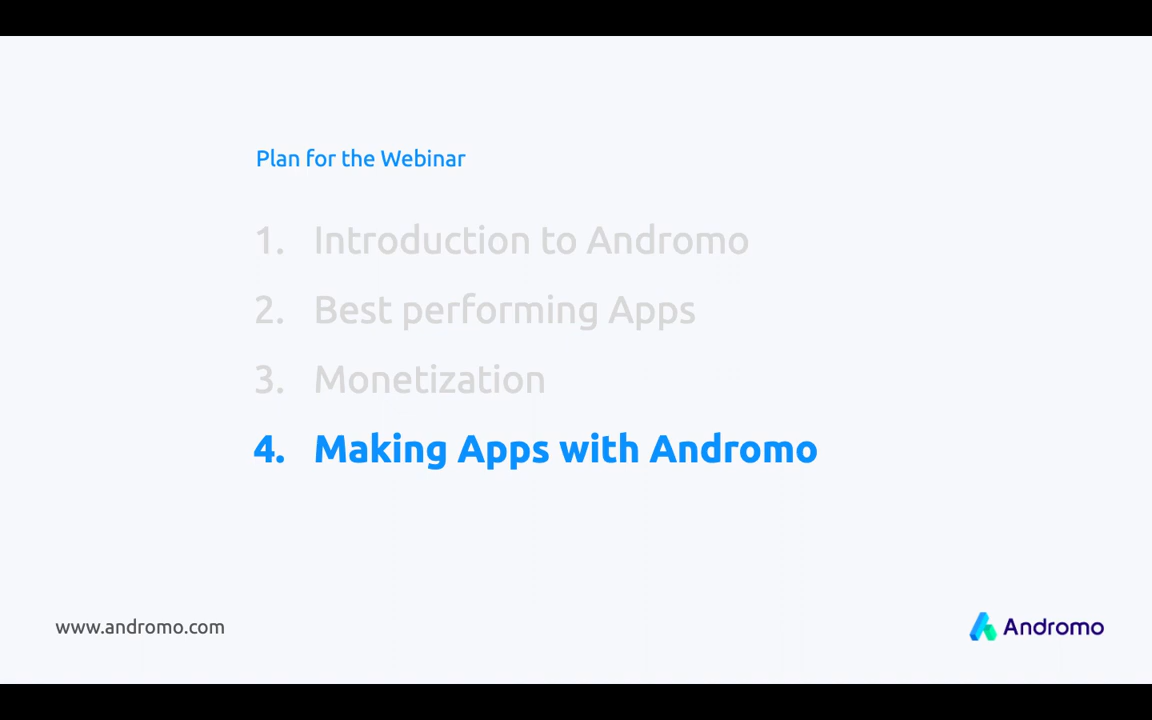 Plan for the Webinar
1. Introduction to Andromo
2. Best performing Apps
3. Monetization
4. Making Apps with Andromo
www.andromo.com
Andromo